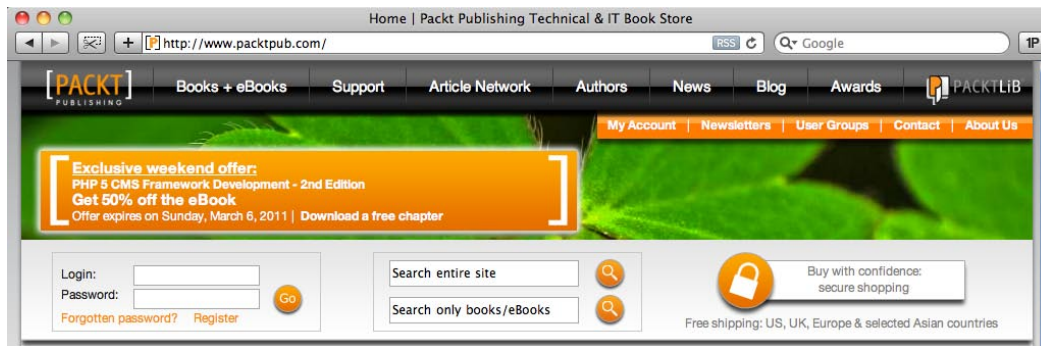 Home | Packt Publishing Technical & IT Book Store
http://www.packtpub.com/ RSS Google 1P
[PACKT] PUBLISHING Books + eBooks Support Article Network Authors News Blog Awards PACKTLiB
My Account | Newsletters | User Groups | Contact | About Us
Exclusive weekend offer:
PHP 5 CMS Framework Development - 2nd Edition
Get 50% off the eBook
Offer expires on Sunday, March 6, 2011 | Download a free chapter
Login:
Password:
Go
Forgotten password? Register
Search entire site
Search only books/eBooks
Buy with confidence:
secure shopping
Free shipping: US, UK, Europe & selected Asian countries